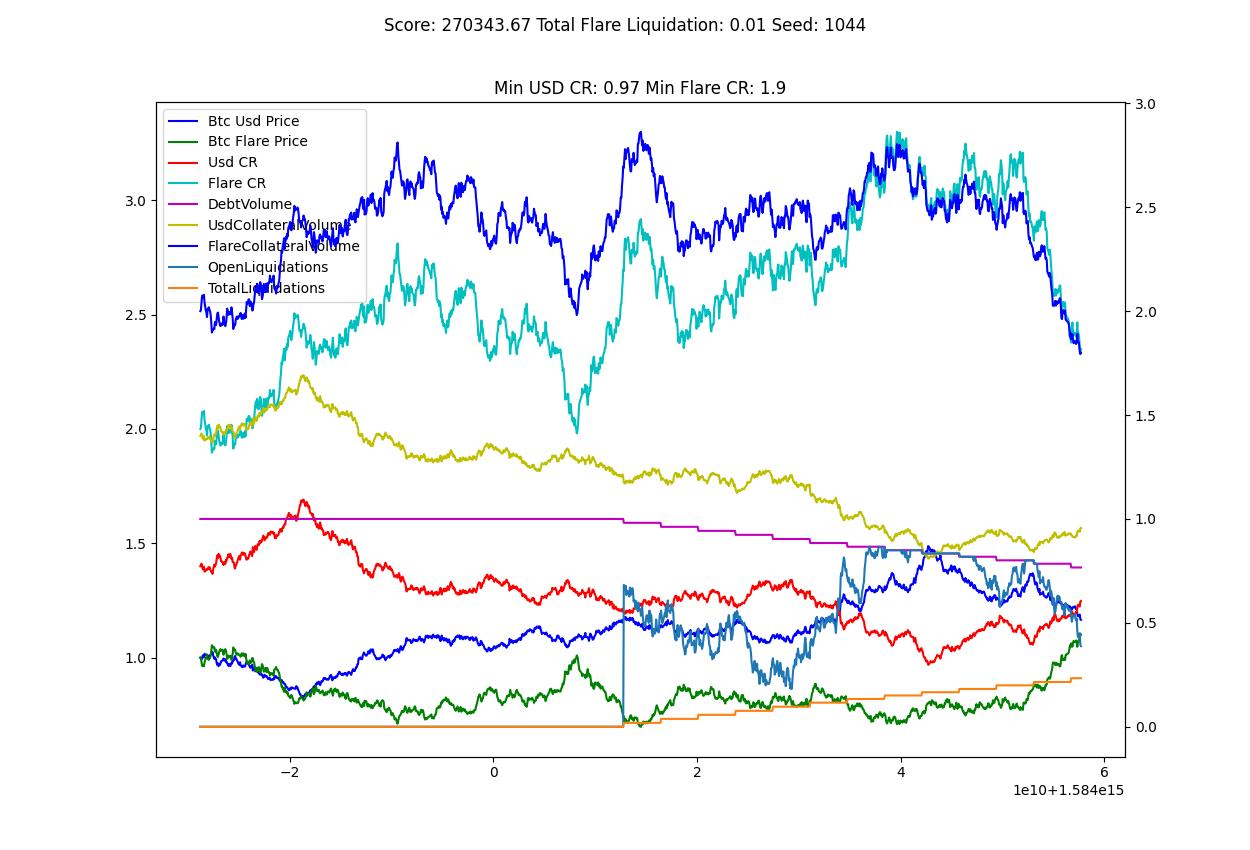 Score: 270343.67 Total Flare Liquidation: 0.01 Seed: 1044
Min USD CR: 0.97 Min Flare CR: 1.9
Btc Usd Price
Btc Flare Price
Usd CR
Flare CR
DebtVolume
UsdCollateralVolume
FlareCollateralVolume
OpenLiquidations
TotalLiquidations
3.0
2.5
2.0
1.5
1.0
3.0
2.5
2.0
1.5
1.0
0.5
0.0
−2 0 2 4 6
1e10+1.584e15